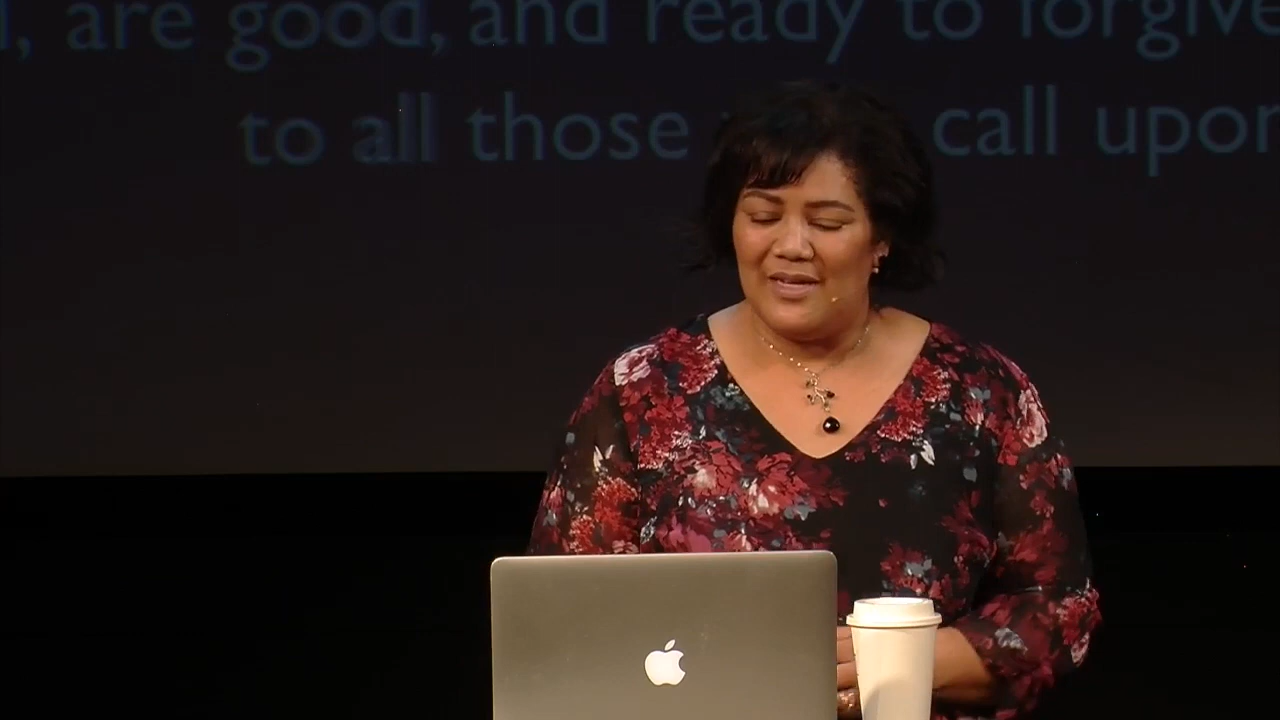 , are good, and ready to forgive
to all those call upon